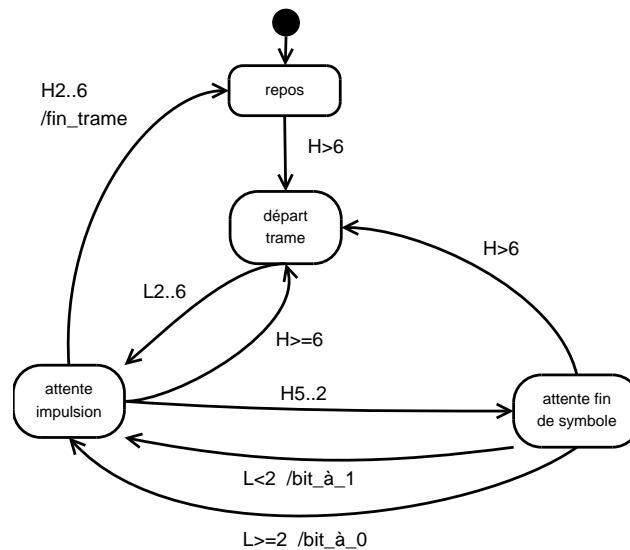 repos
H2..6
/fin_trame
H>6
départ
trame
H>6
L2..6
H>=6
attente
impulsion
H5..2
attente fin
de symbole
L<2 /bit_à_1
L>=2 /bit_à_0